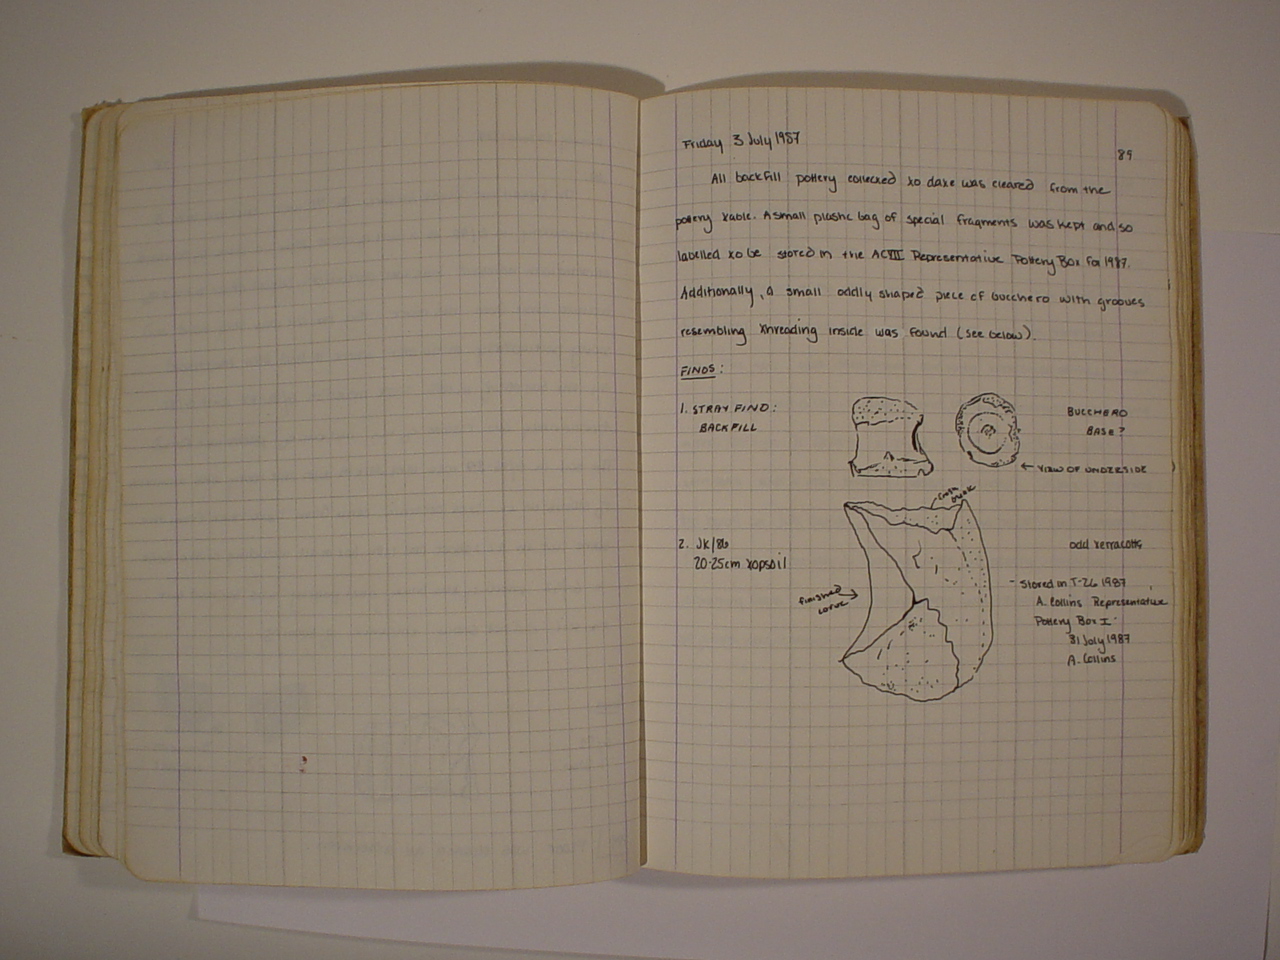 Friday 3 July 1987
89
All backfill pottery collected to date was cleared from the
pottery table. A small plastic bag of special fragments was kept and so
labelled to be stored in the ACVIII Representative Pottery Box for 1987.
Additionally, a small oddly shaped piece of bucchero with grooves
resembling threading inside was found (see below).
FINDS:
1. STRAY FIND:
BACKFILL
BUCCHERO
BASE?
← VIEW OF UNDERSIDE
fresh
break
2. JK/86
20-25cm topsoil
odd terracotta
finished
curve
- Stored in T-26 1987
A. Collins Representative
Pottery Box I:
31 July 1987
A. Collins